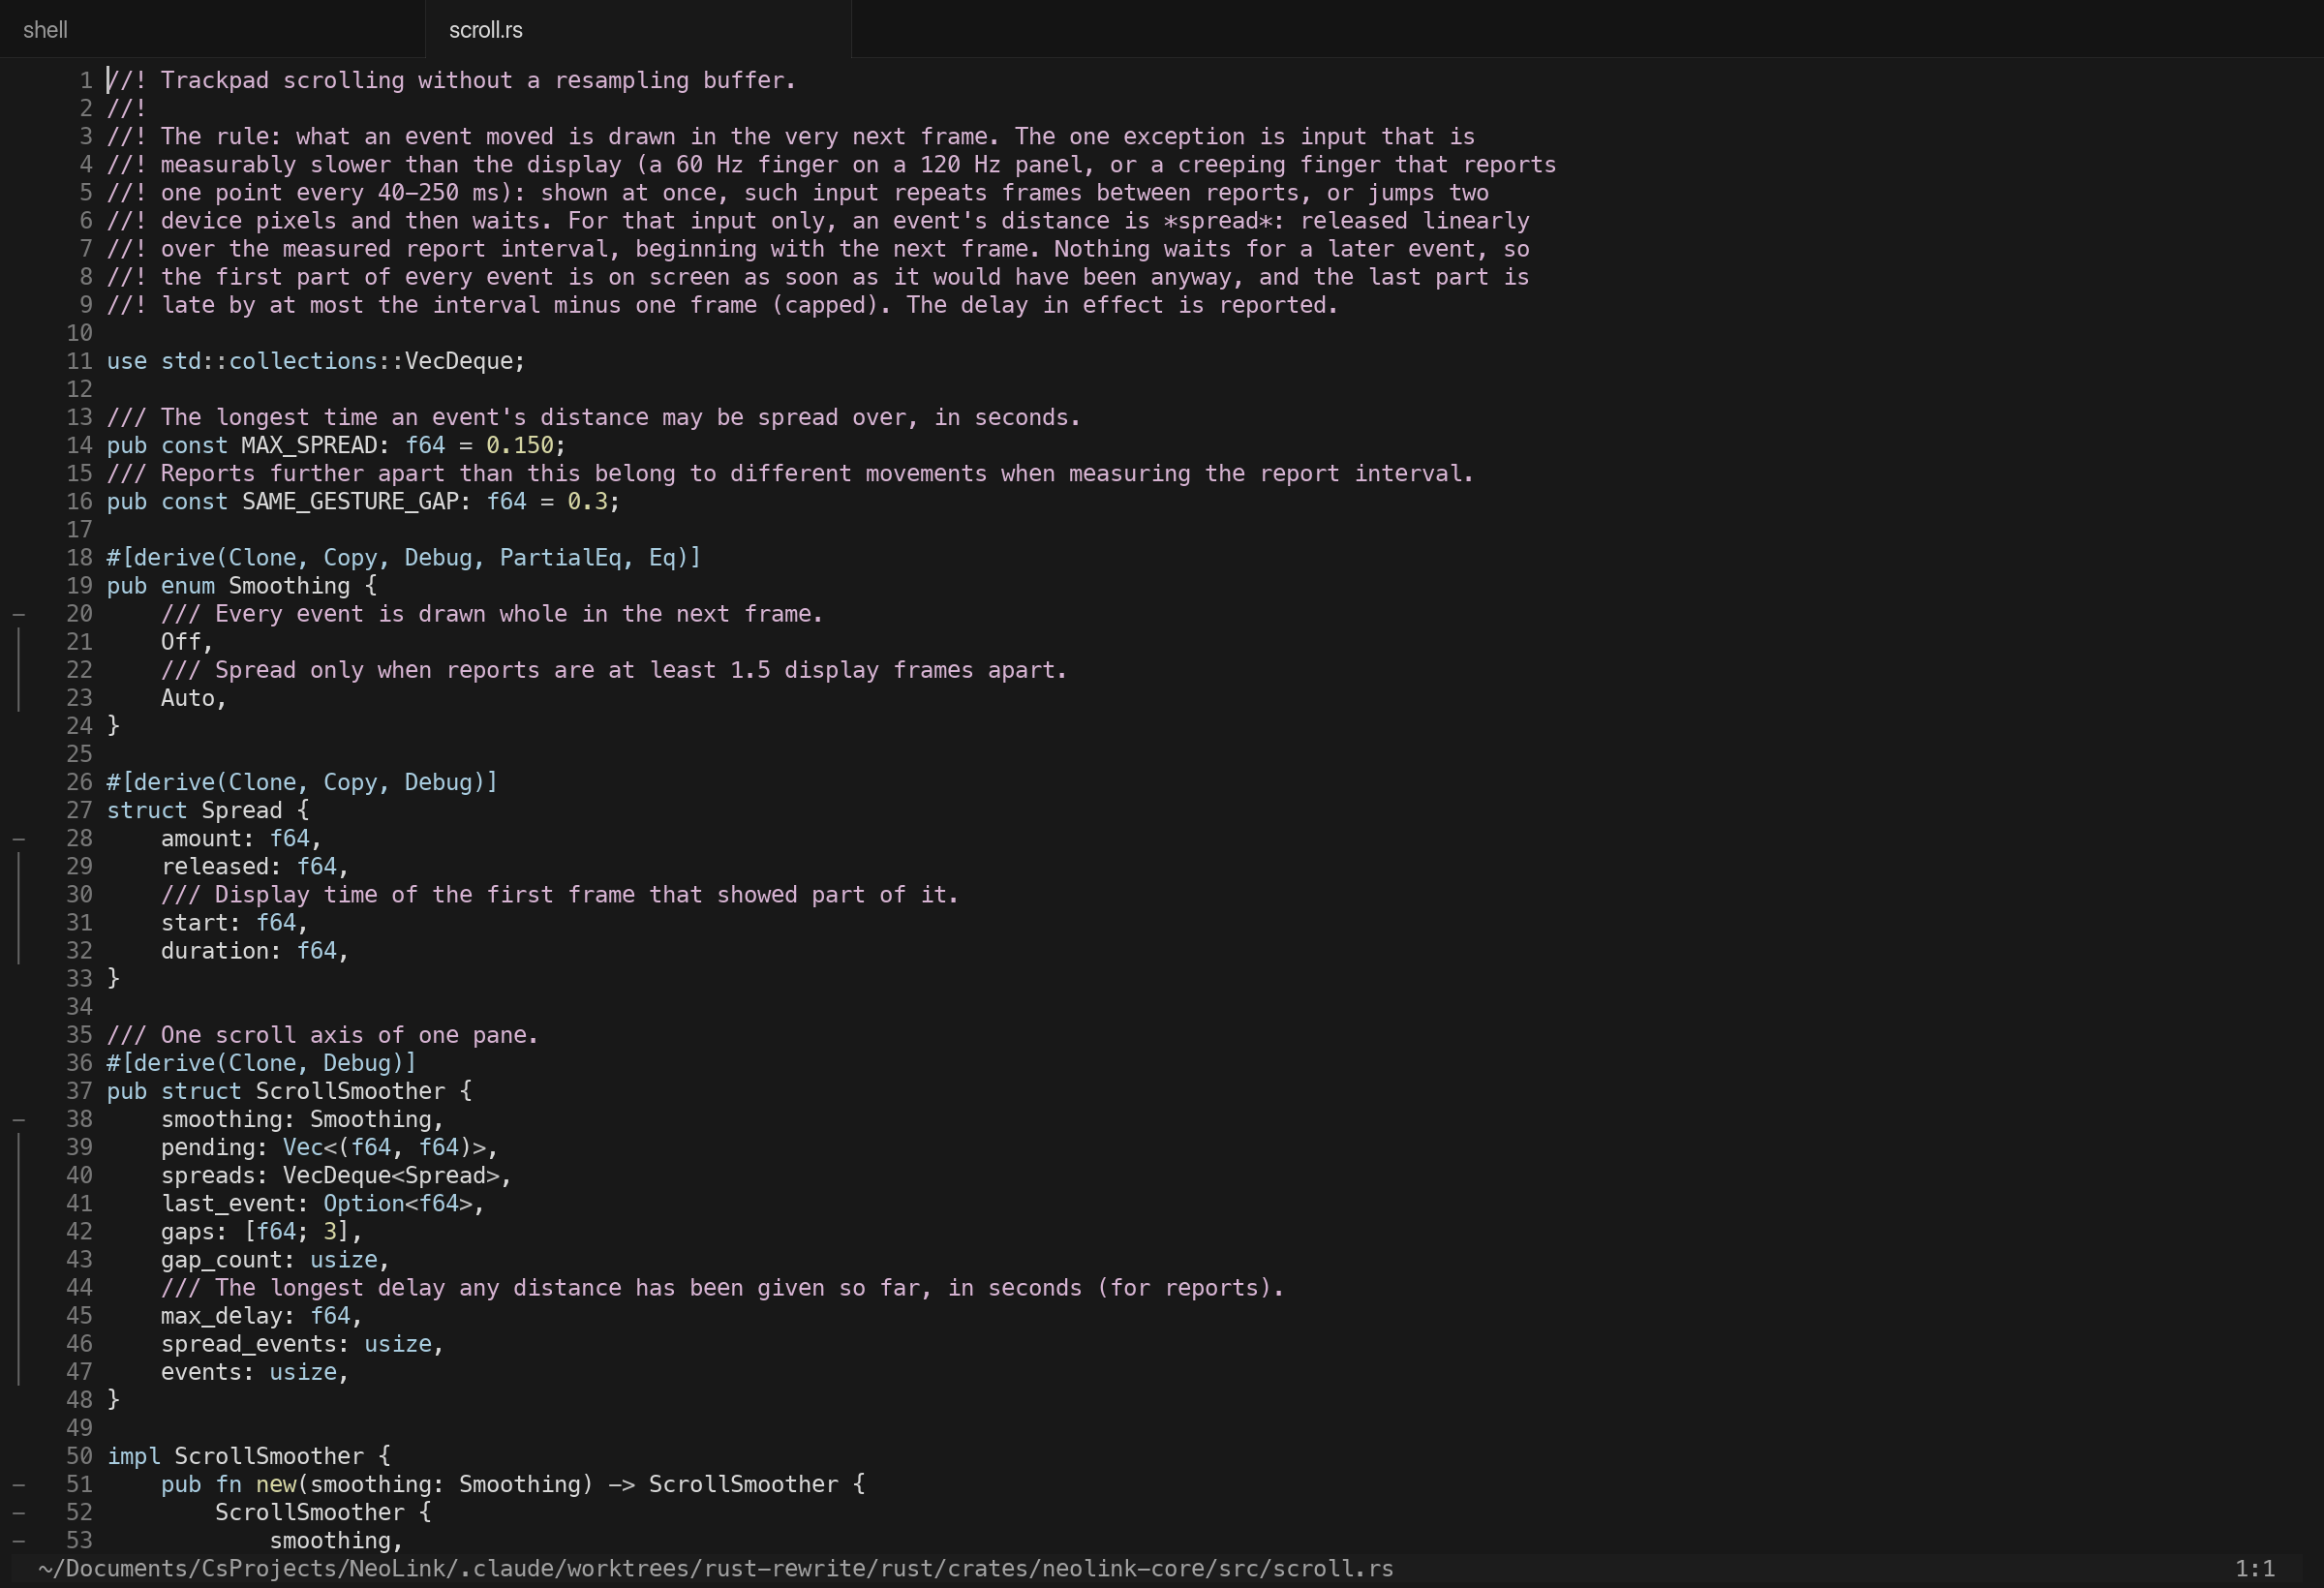 shell
scroll.rs
1 //! Trackpad scrolling without a resampling buffer.
2 //!
3 //! The rule: what an event moved is drawn in the very next frame. The one exception is input that is
4 //! measurably slower than the display (a 60 Hz finger on a 120 Hz panel, or a creeping finger that reports
5 //! one point every 40–250 ms): shown at once, such input repeats frames between reports, or jumps two
6 //! device pixels and then waits. For that input only, an event's distance is *spread*: released linearly
7 //! over the measured report interval, beginning with the next frame. Nothing waits for a later event, so
8 //! the first part of every event is on screen as soon as it would have been anyway, and the last part is
9 //! late by at most the interval minus one frame (capped). The delay in effect is reported.
10
11 use std::collections::VecDeque;
12
13 /// The longest time an event's distance may be spread over, in seconds.
14 pub const MAX_SPREAD: f64 = 0.150;
15 /// Reports further apart than this belong to different movements when measuring the report interval.
16 pub const SAME_GESTURE_GAP: f64 = 0.3;
17
18 #[derive(Clone, Copy, Debug, PartialEq, Eq)]
19 pub enum Smoothing {
20     /// Every event is drawn whole in the next frame.
21     Off,
22     /// Spread only when reports are at least 1.5 display frames apart.
23     Auto,
24 }
25
26 #[derive(Clone, Copy, Debug)]
27 struct Spread {
28     amount: f64,
29     released: f64,
30     /// Display time of the first frame that showed part of it.
31     start: f64,
32     duration: f64,
33 }
34
35 /// One scroll axis of one pane.
36 #[derive(Clone, Debug)]
37 pub struct ScrollSmoother {
38     smoothing: Smoothing,
39     pending: Vec<(f64, f64)>,
40     spreads: VecDeque<Spread>,
41     last_event: Option<f64>,
42     gaps: [f64; 3],
43     gap_count: usize,
44     /// The longest delay any distance has been given so far, in seconds (for reports).
45     max_delay: f64,
46     spread_events: usize,
47     events: usize,
48 }
49
50 impl ScrollSmoother {
51     pub fn new(smoothing: Smoothing) -> ScrollSmoother {
52         ScrollSmoother {
53             smoothing,
~/Documents/CsProjects/NeoLink/.claude/worktrees/rust-rewrite/rust/crates/neolink-core/src/scroll.rs 1:1